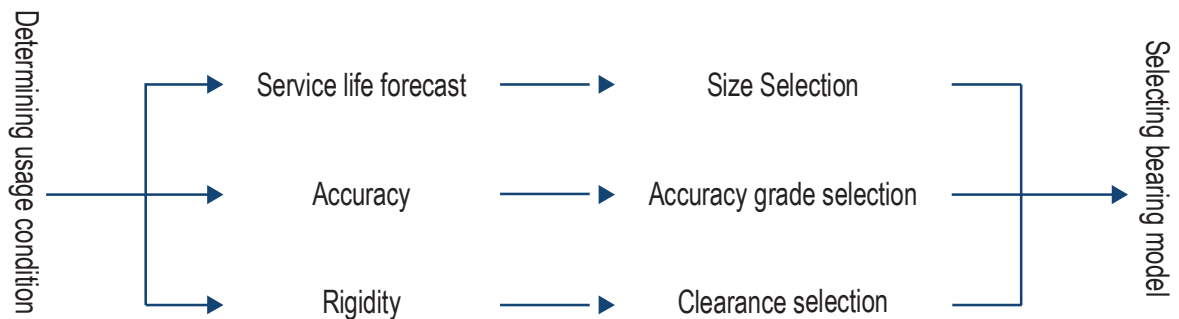 Determining usage condition
Service life forecast
Size Selection
Accuracy
Accuracy grade selection
Rigidity
Clearance selection
Selecting bearing model